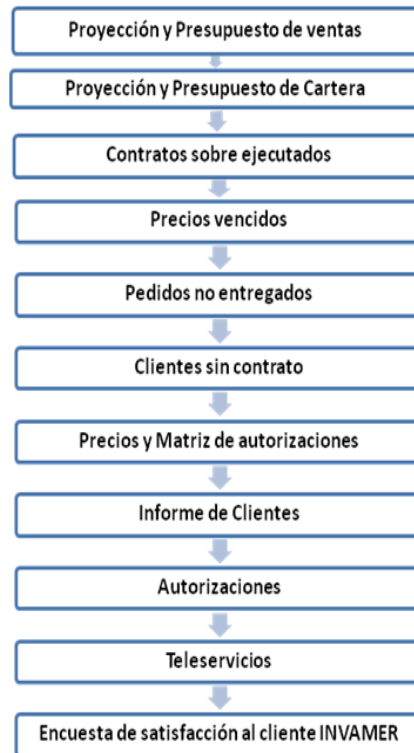 Proyección y Presupuesto de ventas
Proyección y Presupuesto de Cartera
Contratos sobre ejecutados
Precios vencidos
Pedidos no entregados
Clientes sin contrato
Precios y Matriz de autorizaciones
Informe de Clientes
Autorizaciones
Teleservicios
Encuesta de satisfacción al cliente INVAMER